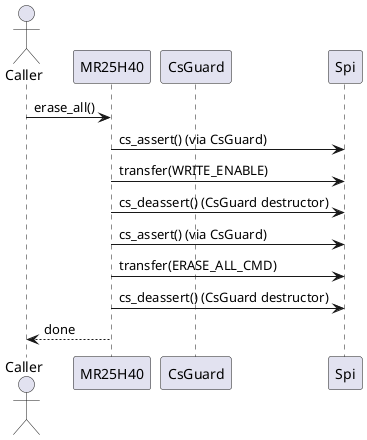 Caller
MR25H40
CsGuard
Spi
erase_all()
cs_assert() (via CsGuard)
transfer(WRITE_ENABLE)
cs_deassert() (CsGuard destructor)
cs_assert() (via CsGuard)
transfer(ERASE_ALL_CMD)
cs_deassert() (CsGuard destructor)
done
Caller
MR25H40
CsGuard
Spi